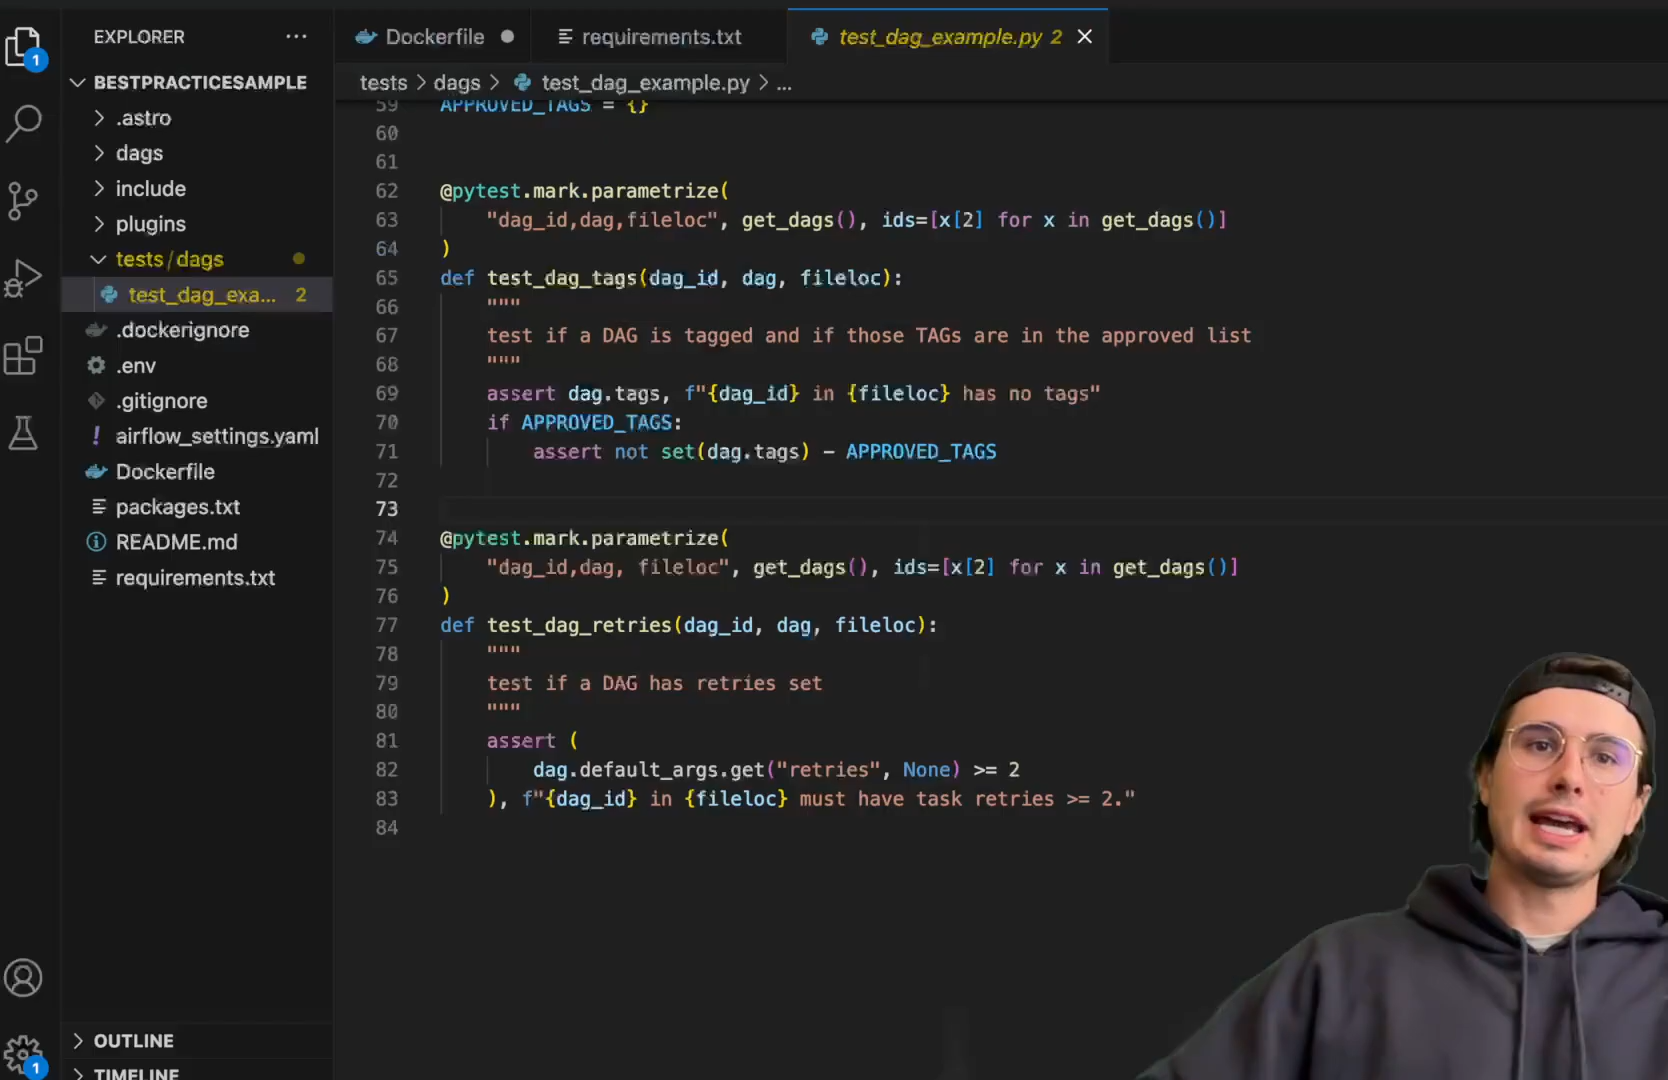 EXPLORER
BESTPRACTICESAMPLE
.astro
dags
include
plugins
tests/dags
test_dag_exa... 2
.dockerignore
.env
.gitignore
airflow_settings.yaml
Dockerfile
packages.txt
README.md
requirements.txt
OUTLINE
TIMELINE
1
1
Dockerfile
requirements.txt
test_dag_example.py 2
tests > dags > test_dag_example.py > ...
59 APPROVED_TAGS = {}
60
61
62 @pytest.mark.parametrize(
63 "dag_id,dag,fileloc", get_dags(), ids=[x[2] for x in get_dags()]
64 )
65 def test_dag_tags(dag_id, dag, fileloc):
66 """
67 test if a DAG is tagged and if those TAGs are in the approved list
68 """
69 assert dag.tags, f"{dag_id} in {fileloc} has no tags"
70 if APPROVED_TAGS:
71 assert not set(dag.tags) - APPROVED_TAGS
72
73
74 @pytest.mark.parametrize(
75 "dag_id,dag, fileloc", get_dags(), ids=[x[2] for x in get_dags()]
76 )
77 def test_dag_retries(dag_id, dag, fileloc):
78 """
79 test if a DAG has retries set
80 """
81 assert (
82 dag.default_args.get("retries", None) >= 2
83 ), f"{dag_id} in {fileloc} must have task retries >= 2."
84